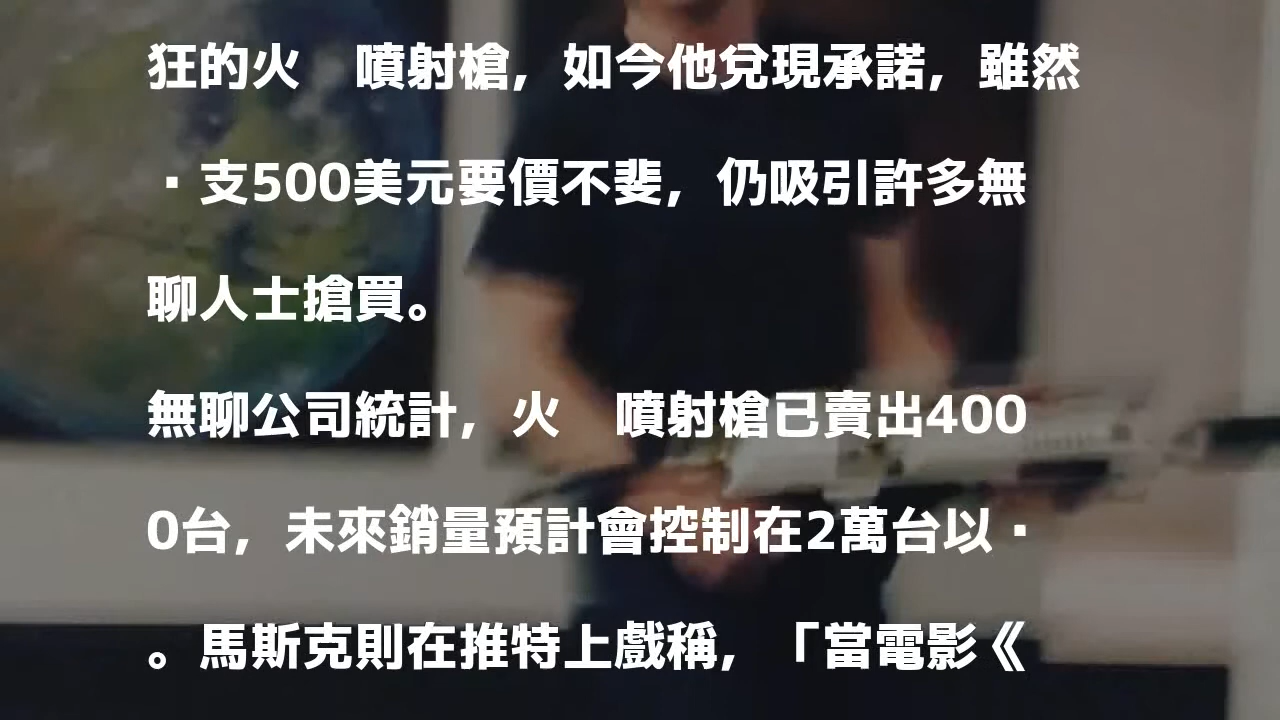 狂的火　噴射槍，如今他兌現承諾，雖然
▪支500美元要價不斐，仍吸引許多無
聊人士搶買。
無聊公司統計，火　噴射槍已賣出400
0台，未來銷量預計會控制在2萬台以▪
。馬斯克則在推特上戲稱，「當電影《